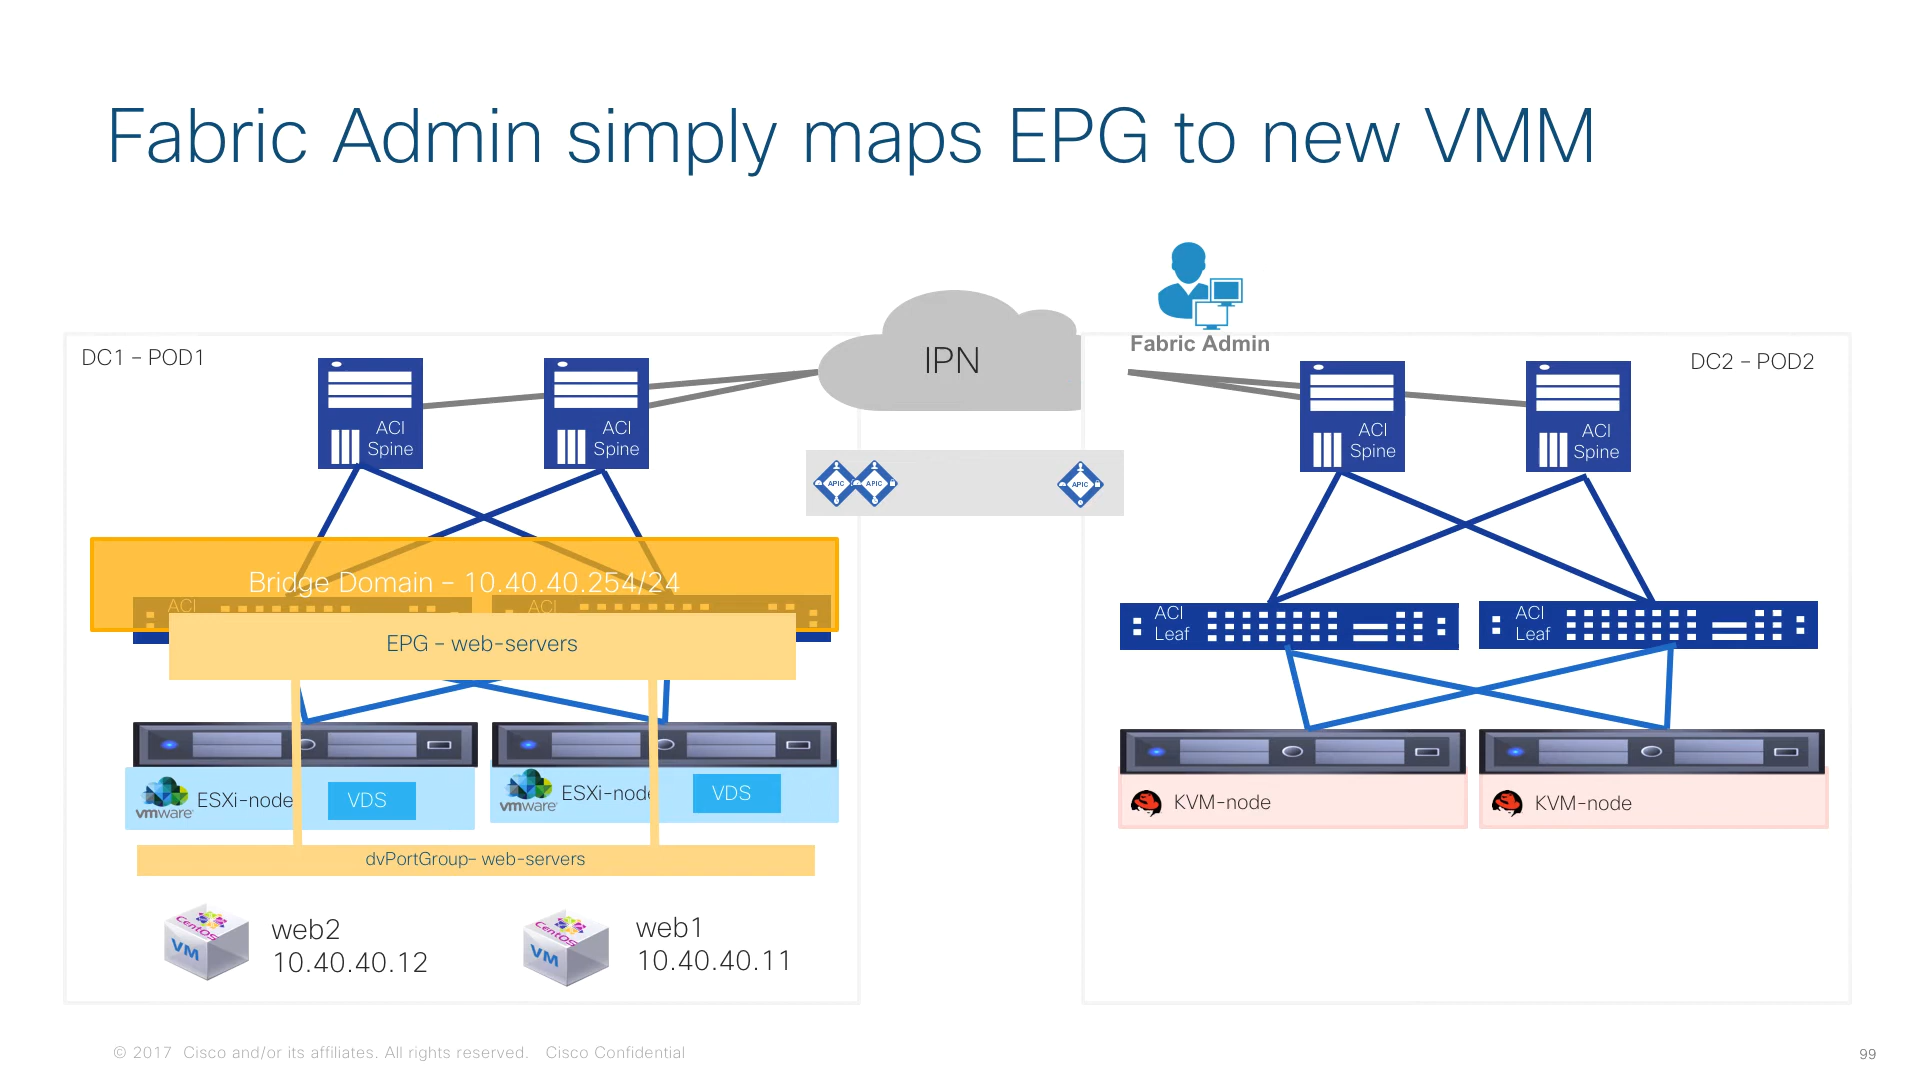 Fabric Admin simply maps EPG to new VMM
Fabric Admin
IPN
DC1 – POD1
DC2 – POD2
ACI
Spine
ACI
Spine
ACI
Spine
ACI
Spine
APIC
APIC
APIC
Bridge Domain – 10.40.40.254/24
ACI
ACI
EPG – web-servers
ACI
Leaf
ACI
Leaf
vmware
ESXi-node
VDS
vmware
ESXi-node
VDS
KVM-node
KVM-node
dvPortGroup– web-servers
CentOS
VM
web2
10.40.40.12
CentOS
VM
web1
10.40.40.11
© 2017 Cisco and/or its affiliates. All rights reserved. Cisco Confidential
99